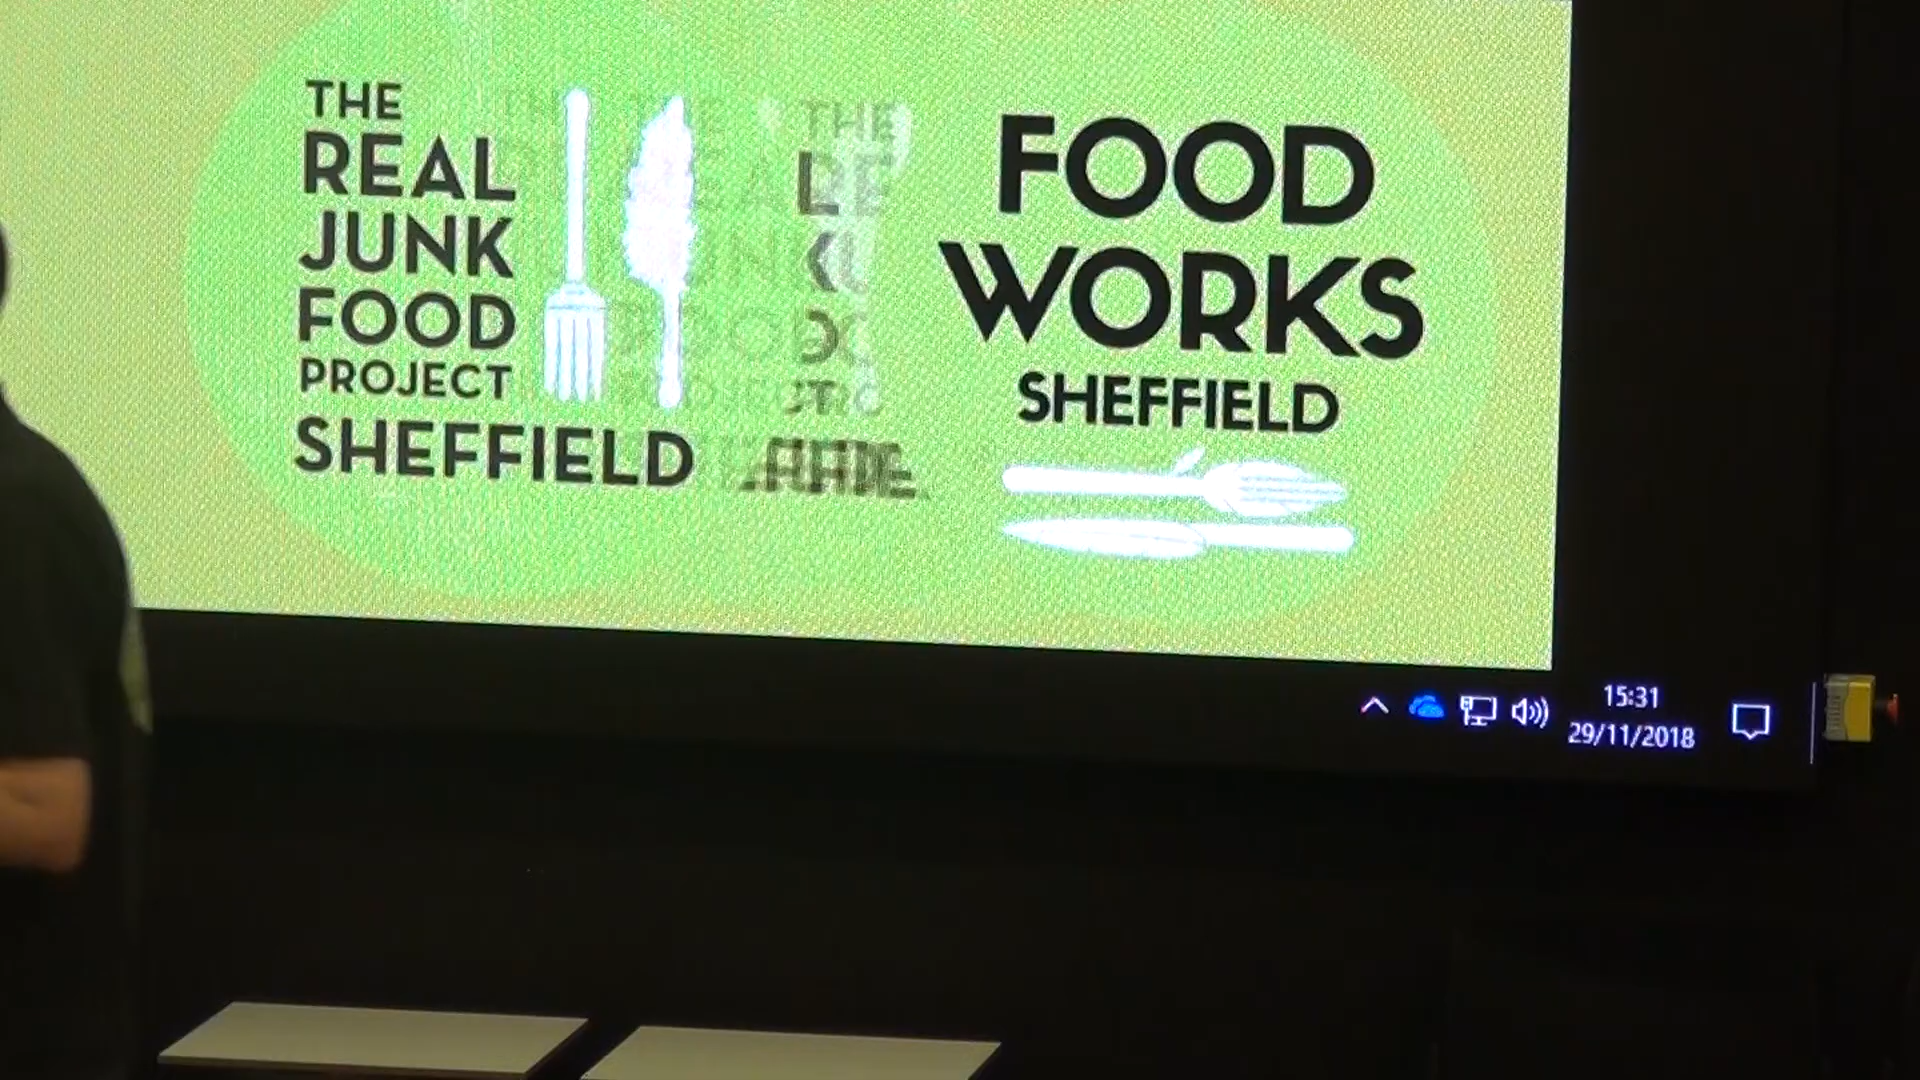 THE
REAL
JUNK
FOOD
PROJECT
SHEFFIELD
FOOD
WORKS
SHEFFIELD
15:31
29/11/2018